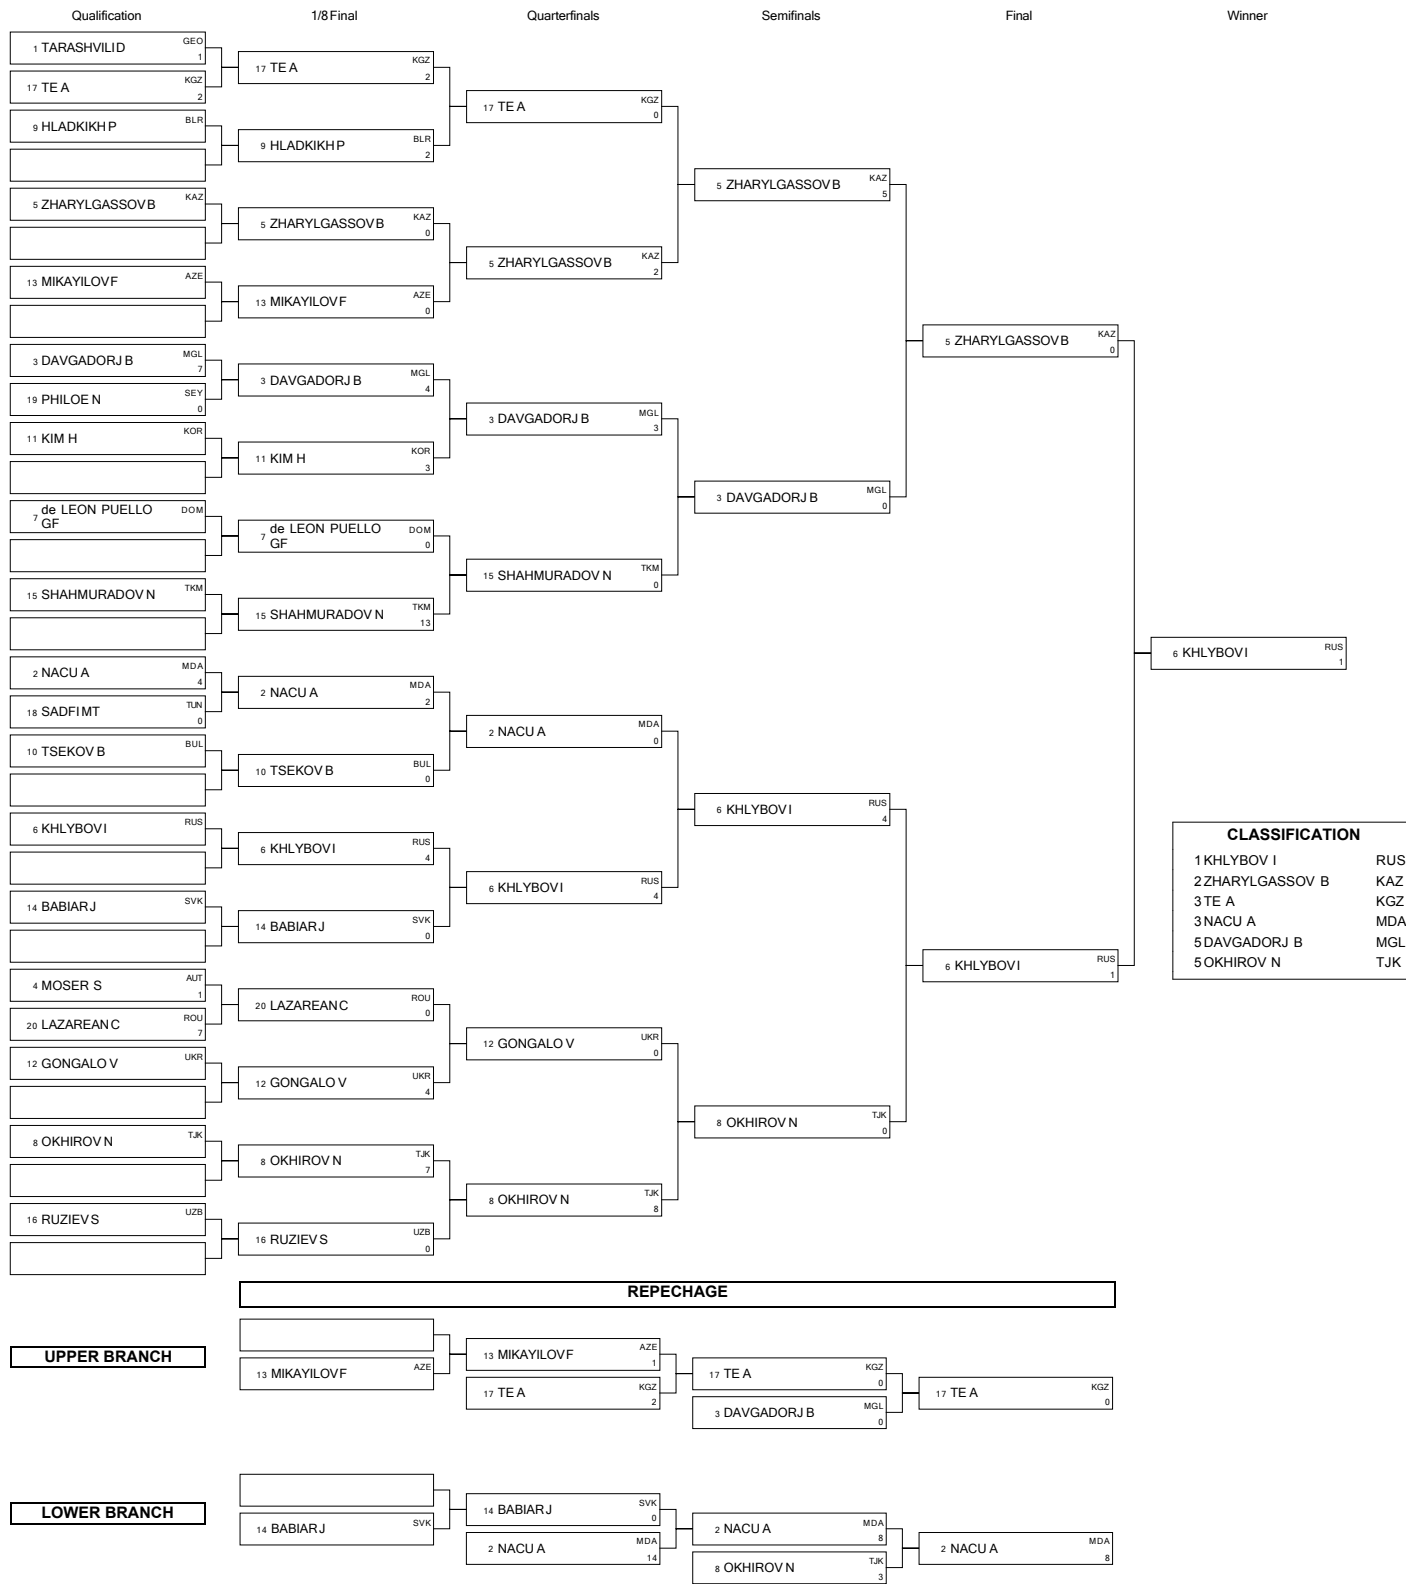 Qualification 1/8 Final Quarterfinals Semifinals Final Winner
1 TARASHVILI D GEO
1
17 TE A KGZ
2
9 HLADKIKH P BLR
5 ZHARYLGASSOV B KAZ
13 MIKAYILOV F AZE
3 DAVGADORJ B MGL
7
19 PHILOE N SEY
0
11 KIM H KOR
7 de LEON PUELLO GF DOM
15 SHAHMURADOV N TKM
2 NACU A MDA
4
18 SADFI MT TUN
0
10 TSEKOV B BUL
6 KHLYBOV I RUS
14 BABIAR J SVK
4 MOSER S AUT
1
20 LAZAREAN C ROU
7
12 GONGALO V UKR
8 OKHIROV N TJK
16 RUZIEV S UZB
17 TE A KGZ
2
9 HLADKIKH P BLR
2
5 ZHARYLGASSOV B KAZ
0
13 MIKAYILOV F AZE
0
3 DAVGADORJ B MGL
4
11 KIM H KOR
3
7 de LEON PUELLO GF DOM
0
15 SHAHMURADOV N TKM
13
2 NACU A MDA
2
10 TSEKOV B BUL
0
6 KHLYBOV I RUS
4
14 BABIAR J SVK
0
20 LAZAREAN C ROU
0
12 GONGALO V UKR
4
8 OKHIROV N TJK
7
16 RUZIEV S UZB
0
17 TE A KGZ
0
5 ZHARYLGASSOV B KAZ
2
3 DAVGADORJ B MGL
3
15 SHAHMURADOV N TKM
0
2 NACU A MDA
0
6 KHLYBOV I RUS
4
12 GONGALO V UKR
0
8 OKHIROV N TJK
8
5 ZHARYLGASSOV B KAZ
5
3 DAVGADORJ B MGL
0
6 KHLYBOV I RUS
4
8 OKHIROV N TJK
0
5 ZHARYLGASSOV B KAZ
0
6 KHLYBOV I RUS
1
6 KHLYBOV I RUS
1
CLASSIFICATION
1 KHLYBOV I RUS
2 ZHARYLGASSOV B KAZ
3 TE A KGZ
3 NACU A MDA
5 DAVGADORJ B MGL
5 OKHIROV N TJK
REPECHAGE
UPPER BRANCH
13 MIKAYILOV F AZE
13 MIKAYILOV F AZE
1
17 TE A KGZ
2
17 TE A KGZ
0
3 DAVGADORJ B MGL
0
17 TE A KGZ
0
LOWER BRANCH
14 BABIAR J SVK
14 BABIAR J SVK
0
2 NACU A MDA
14
2 NACU A MDA
8
8 OKHIROV N TJK
3
2 NACU A MDA
8